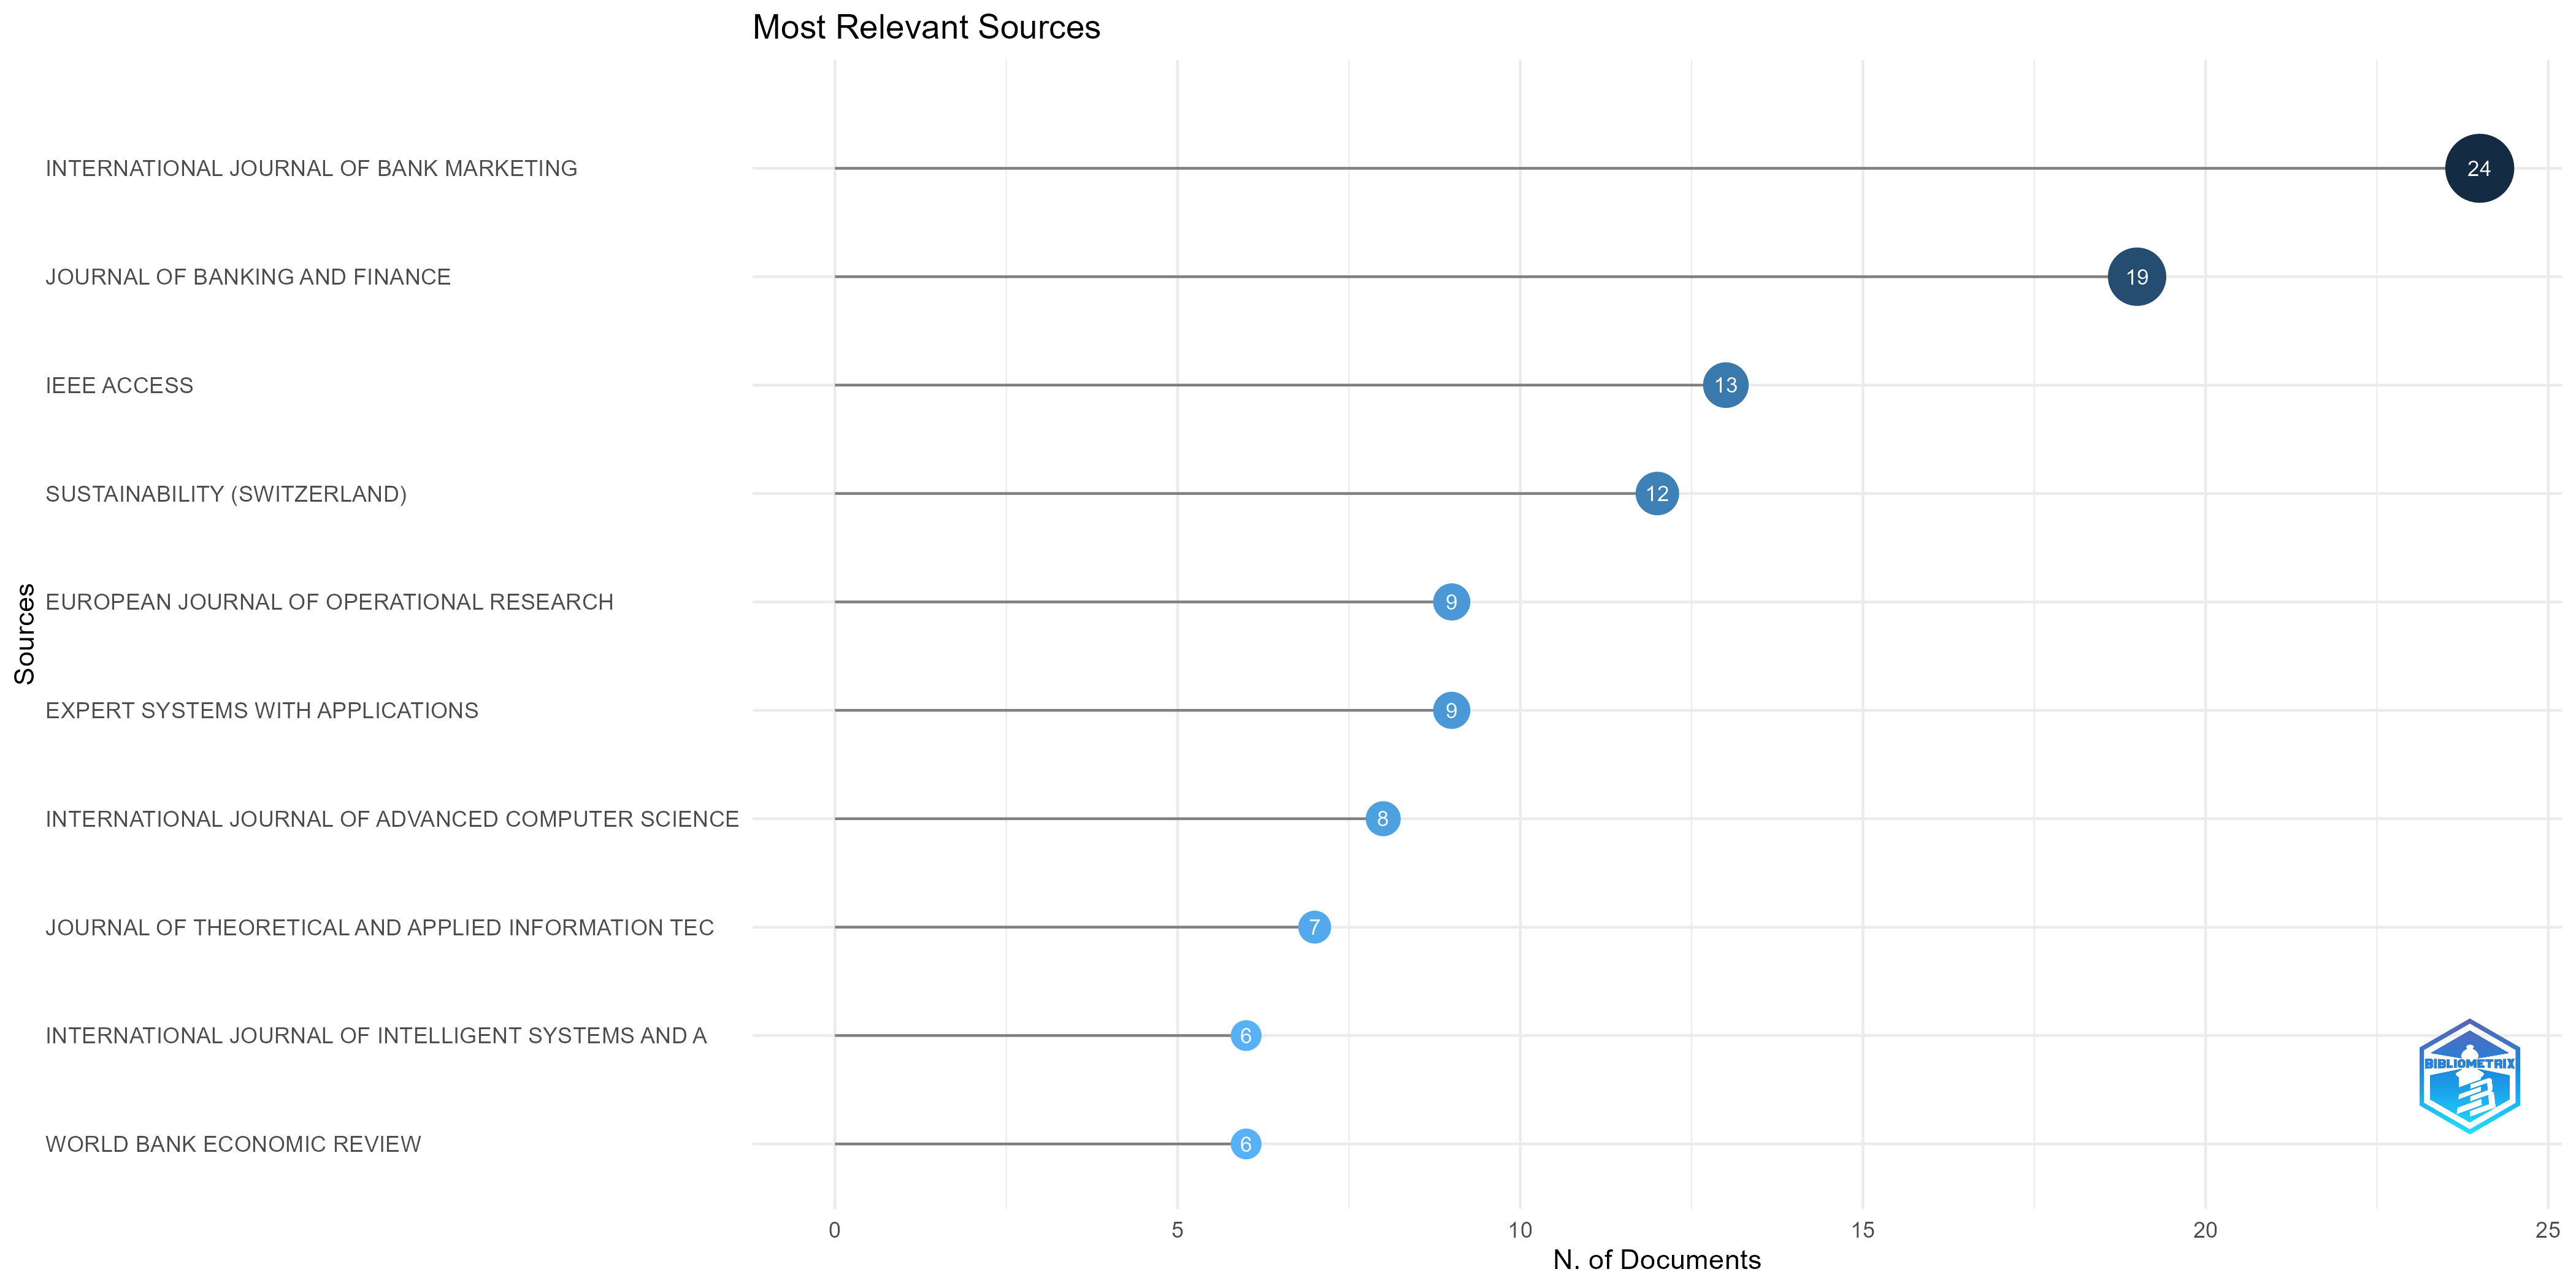 Most Relevant Sources
INTERNATIONAL JOURNAL OF BANK MARKETING
24
JOURNAL OF BANKING AND FINANCE
19
IEEE ACCESS
13
SUSTAINABILITY (SWITZERLAND)
12
Sources
EUROPEAN JOURNAL OF OPERATIONAL RESEARCH
9
EXPERT SYSTEMS WITH APPLICATIONS
9
INTERNATIONAL JOURNAL OF ADVANCED COMPUTER SCIENCE
8
JOURNAL OF THEORETICAL AND APPLIED INFORMATION TEC
7
INTERNATIONAL JOURNAL OF INTELLIGENT SYSTEMS AND A
6
BIBLIOMETRIX
WORLD BANK ECONOMIC REVIEW
6
0 5 10 15 20 25
N. of Documents